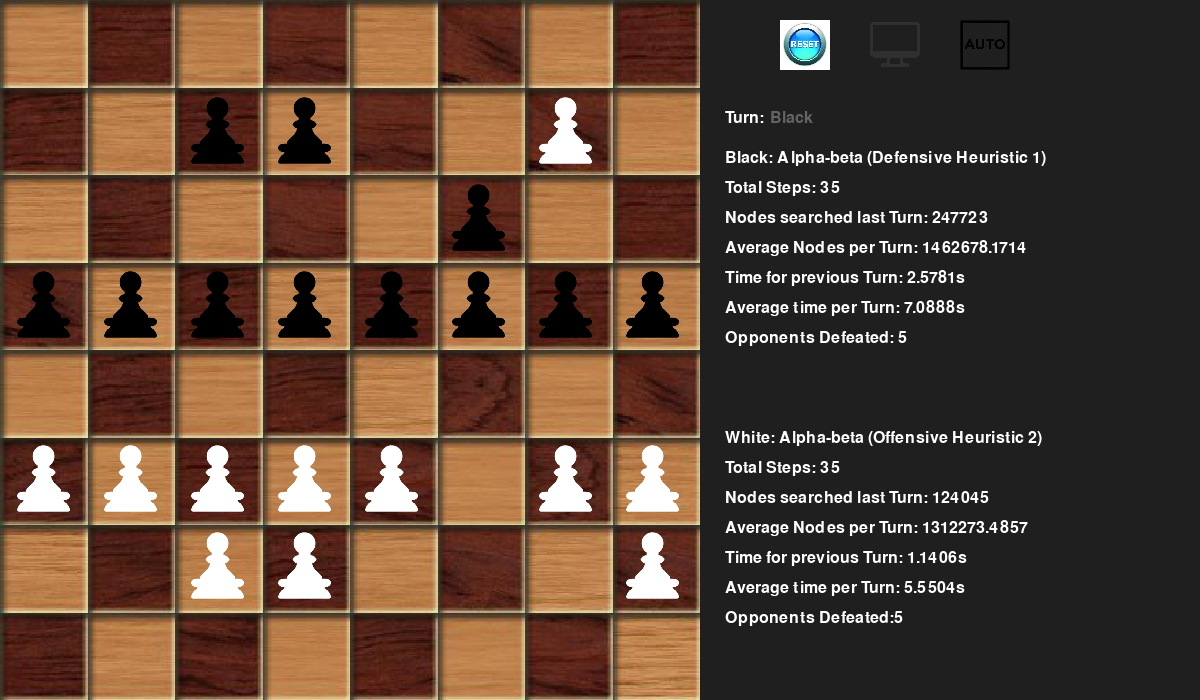 RESET
AUTO
Turn: Black
Black: Alpha-beta (Defensive Heuristic 1)
Total Steps: 35
Nodes searched last Turn: 247723
Average Nodes per Turn: 1462678.1714
Time for previous Turn: 2.5781s
Average time per Turn: 7.0888s
Opponents Defeated: 5
White: Alpha-beta (Offensive Heuristic 2)
Total Steps: 35
Nodes searched last Turn: 124045
Average Nodes per Turn: 1312273.4857
Time for previous Turn: 1.1406s
Average time per Turn: 5.5504s
Opponents Defeated:5